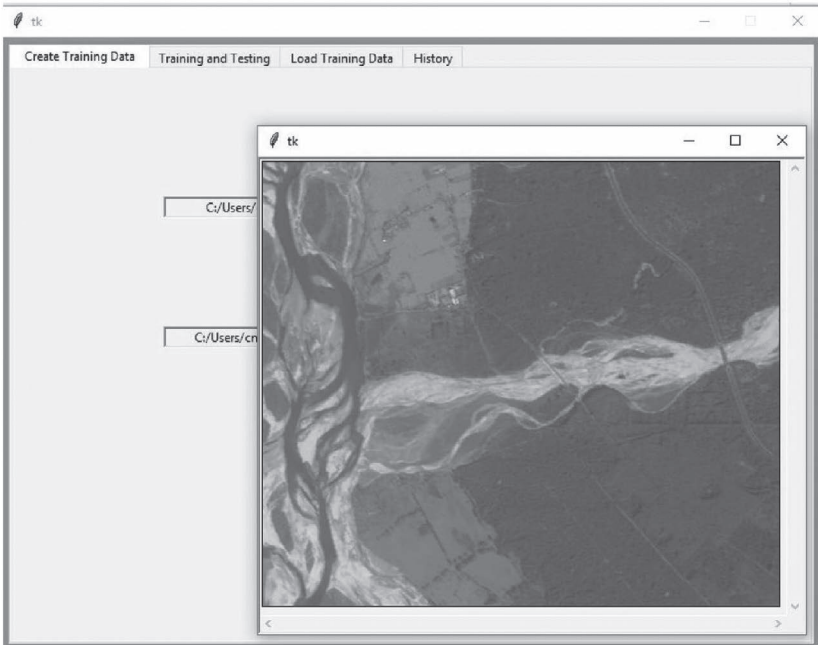 tk
Create Training Data Training and Testing Load Training Data History
tk
C:/Users/
C:/Users/cn